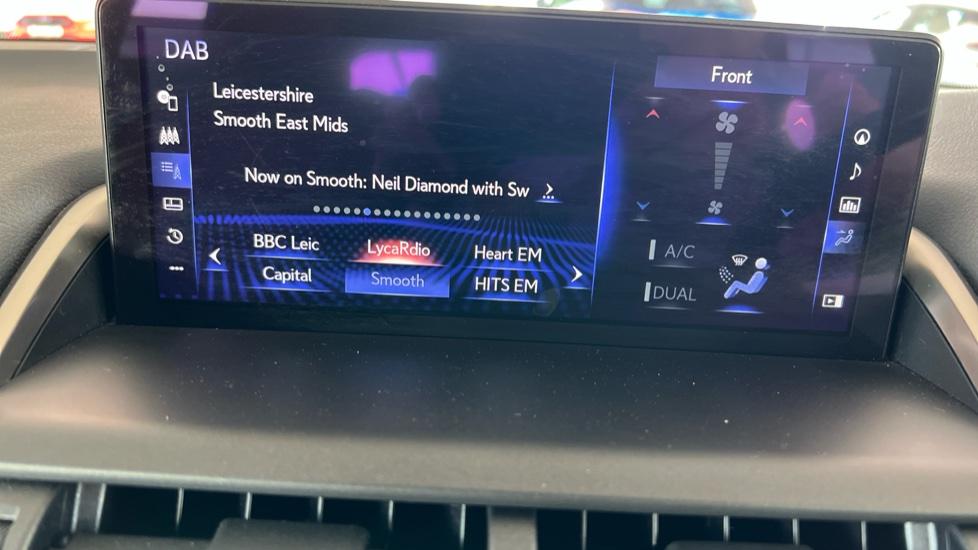 DAB
Leicestershire
Smooth East Mids
Now on Smooth: Neil Diamond with Sw
BBC Leic
LycaRdio
Heart EM
Capital
Smooth
HITS EM
Front
A/C
DUAL